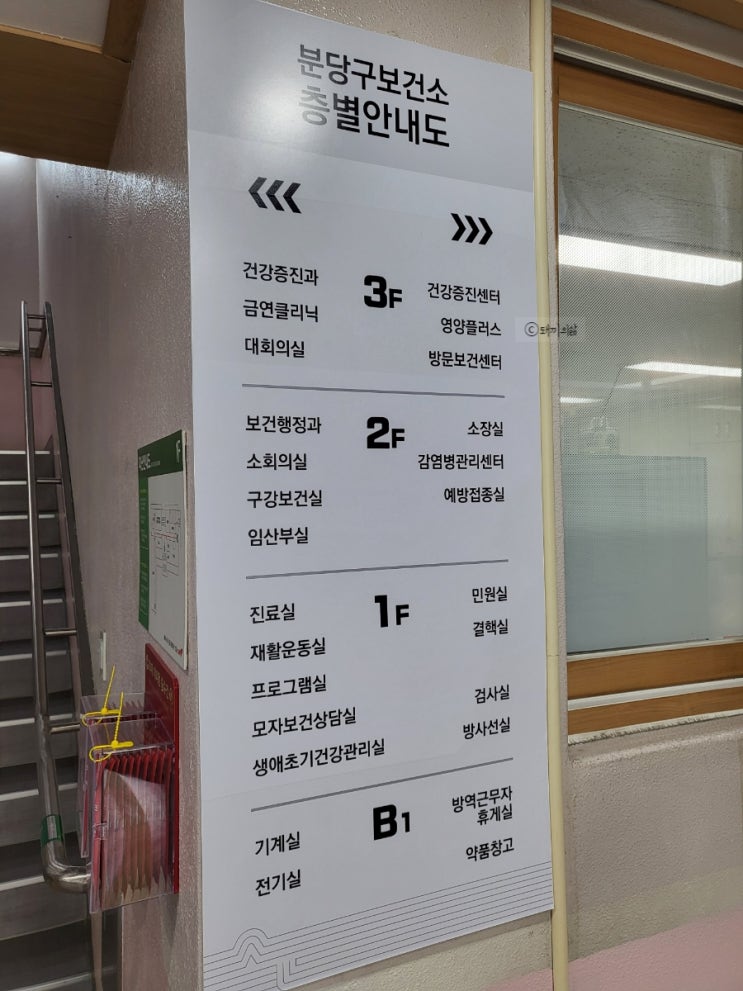 분당구보건소
층별안내도
건강증진과
금연클리닉
대회의실
3F
건강증진센터
영양플러스
방문보건센터
보건행정과
소회의실
구강보건실
임산부실
2F
소장실
감염병관리센터
예방접종실
진료실
재활운동실
프로그램실
모자보건상담실
생애초기건강관리실
1F
민원실
결핵실
검사실
방사선실
기계실
전기실
B1
방역근무자
휴게실
약품창고